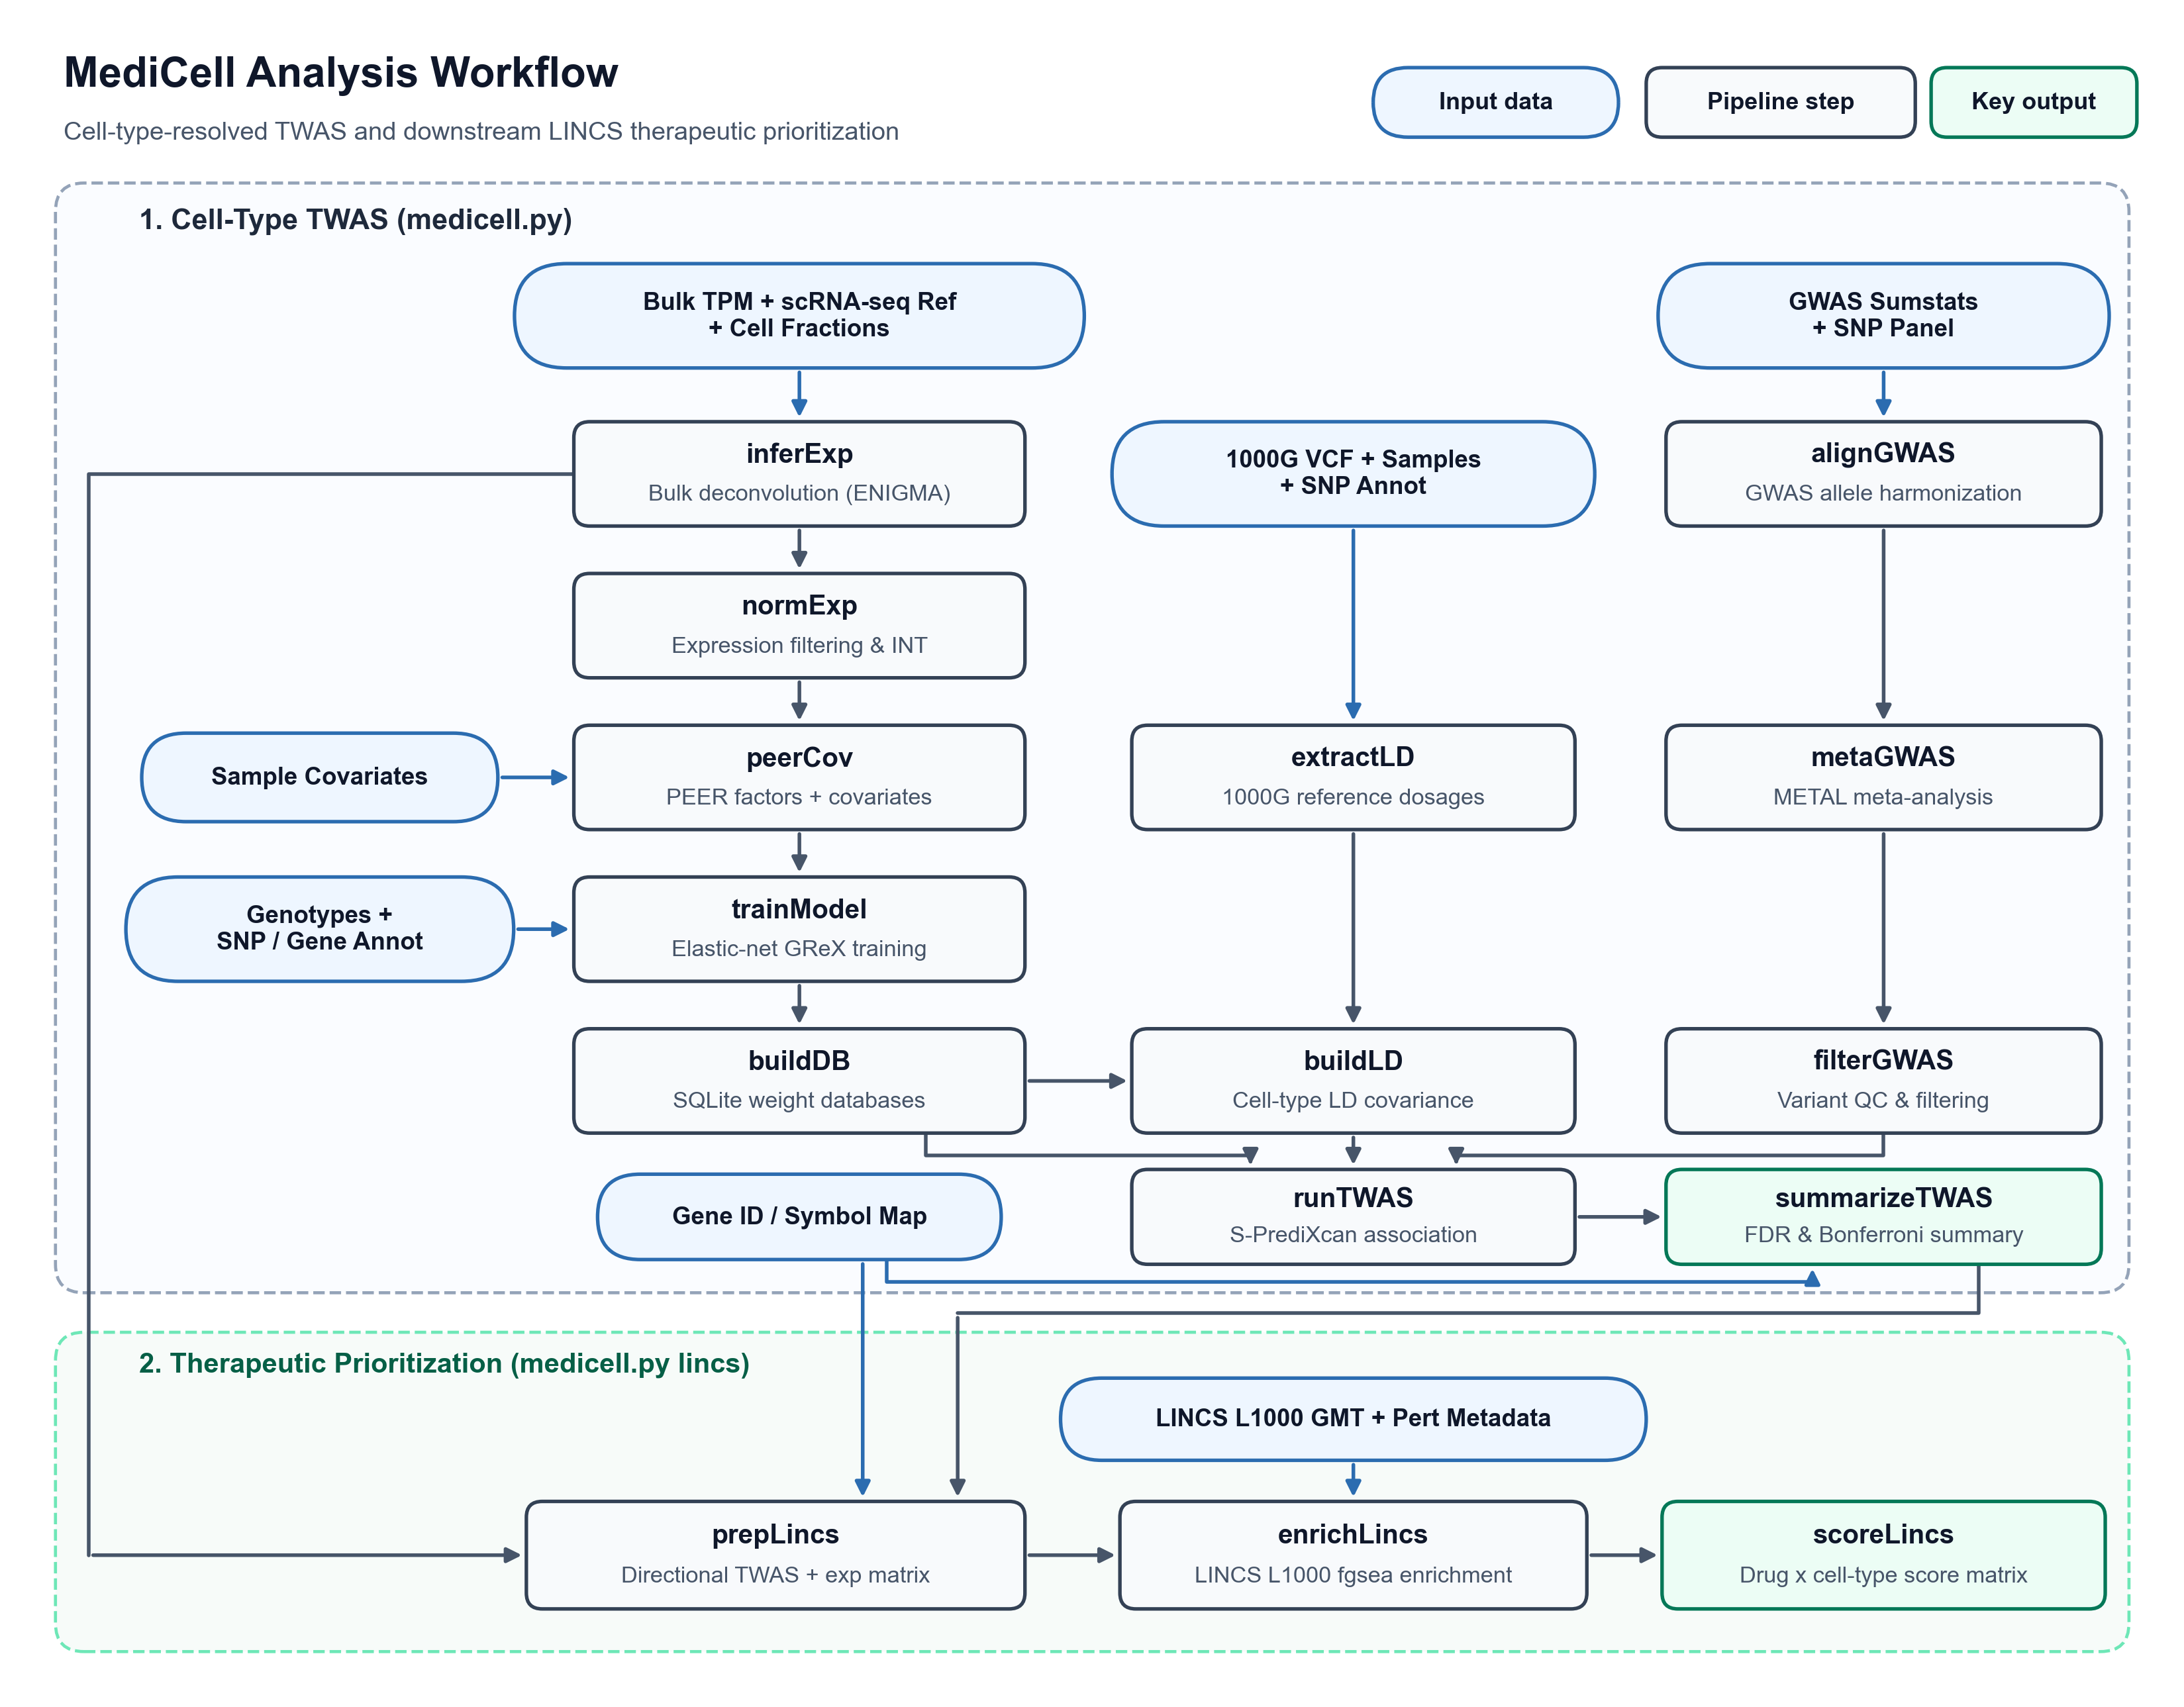 MediCell Analysis Workflow
Cell-type-resolved TWAS and downstream LINCS therapeutic prioritization
Input data
Pipeline step
Key output
1. Cell-Type TWAS (medicell.py)
Bulk TPM + scRNA-seq Ref
+ Cell Fractions
GWAS Sumstats
+ SNP Panel
inferExp
Bulk deconvolution (ENIGMA)
1000G VCF + Samples
+ SNP Annot
alignGWAS
GWAS allele harmonization
normExp
Expression filtering & INT
Sample Covariates
peerCov
PEER factors + covariates
extractLD
1000G reference dosages
metaGWAS
METAL meta-analysis
Genotypes +
SNP / Gene Annot
trainModel
Elastic-net GReX training
buildDB
SQLite weight databases
buildLD
Cell-type LD covariance
filterGWAS
Variant QC & filtering
Gene ID / Symbol Map
runTWAS
S-PrediXcan association
summarizeTWAS
FDR & Bonferroni summary
2. Therapeutic Prioritization (medicell.py lincs)
LINCS L1000 GMT + Pert Metadata
prepLincs
Directional TWAS + exp matrix
enrichLincs
LINCS L1000 fgsea enrichment
scoreLincs
Drug x cell-type score matrix